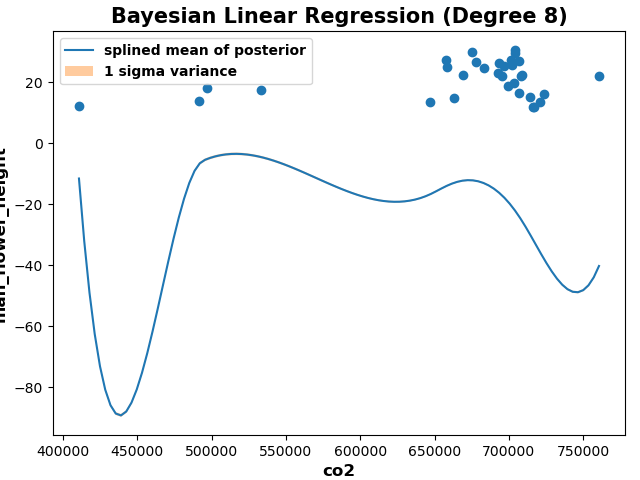 Bayesian Linear Regression (Degree 8)
splined mean of posterior
1 sigma variance
20
0
−20
−40
−60
−80
400000 450000 500000 550000 600000 650000 700000 750000
co2